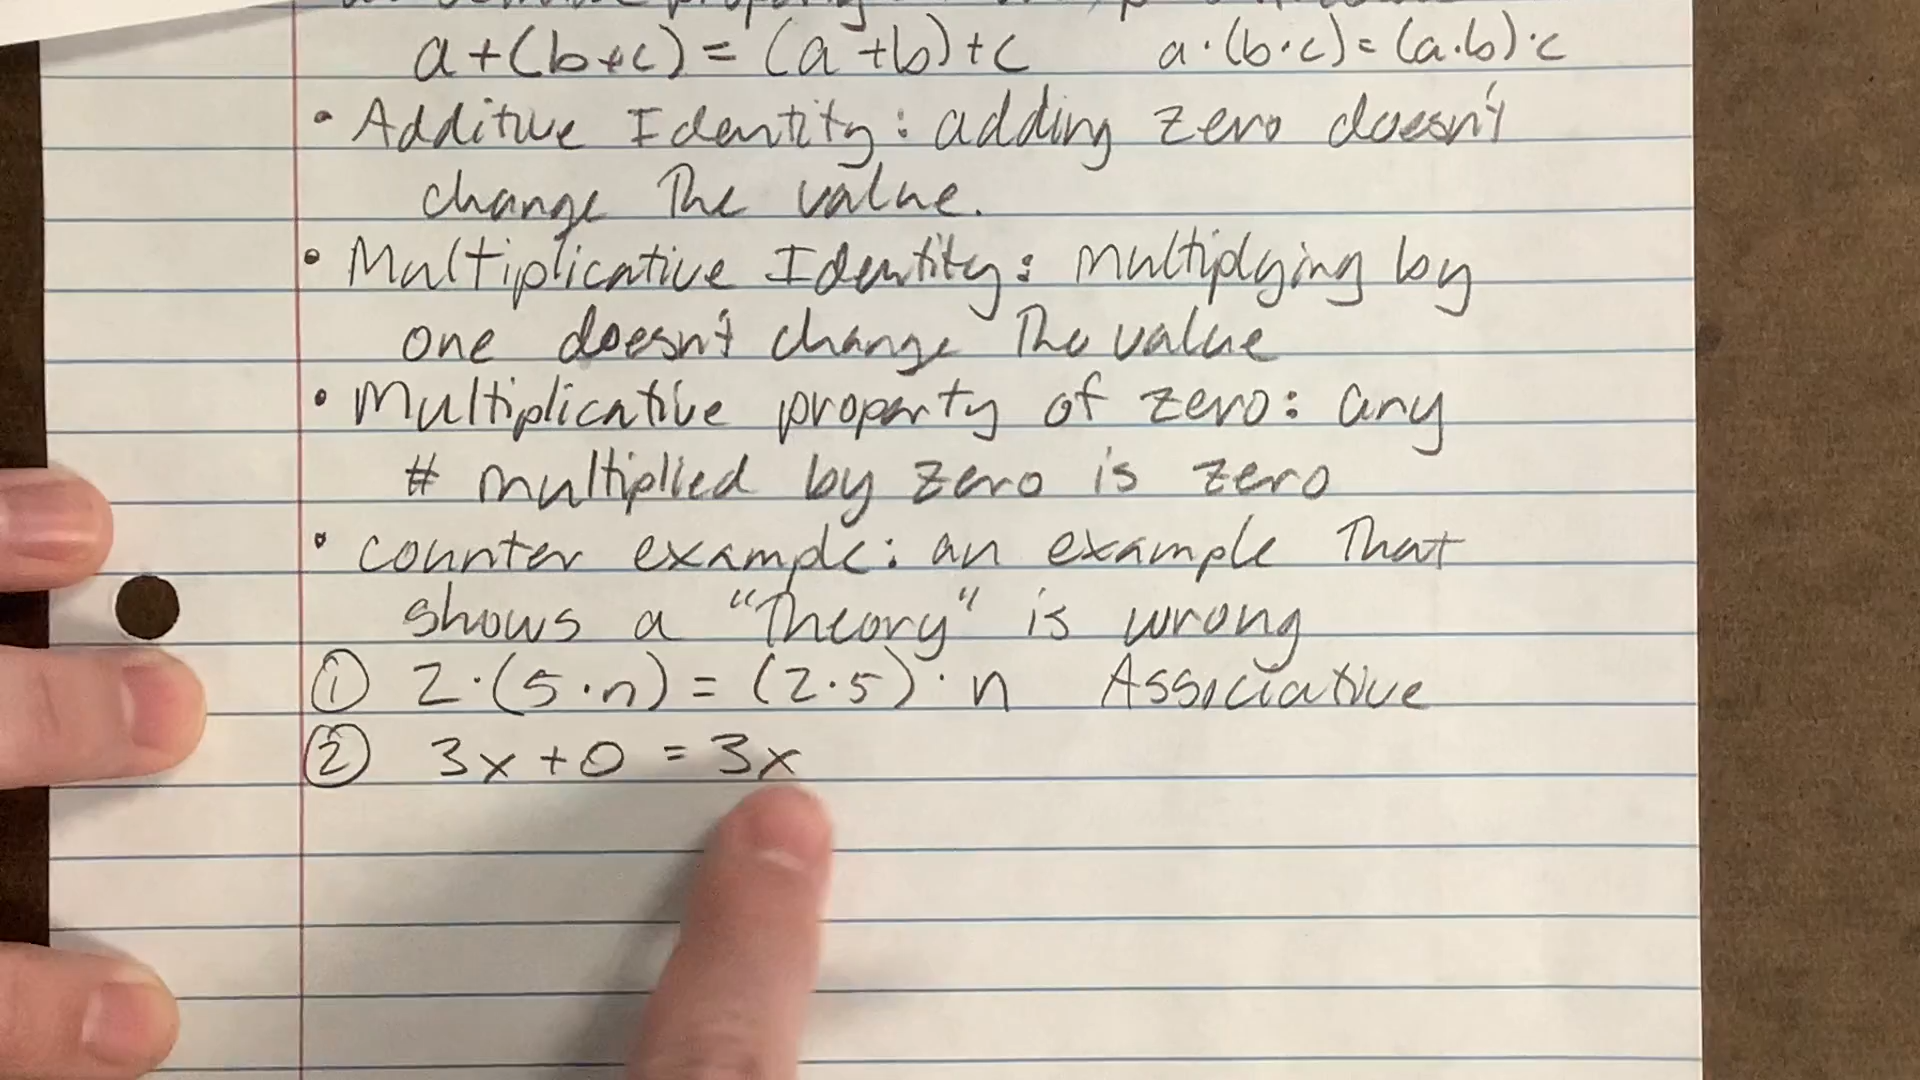 property
a+(b+c) = (a+b)+c a·(b·c)=(a·b)·c
• Additive Identity: adding zero doesn't
change The value.
• Multiplicative Identity: multiplying by
one doesn't change The value
• Multiplicative property of zero: any
# multiplied by zero is zero
• counter example: an example That
shows a "Theory" is wrong
① 2·(5·n) = (2·5)·n Associative
② 3x+0 = 3x